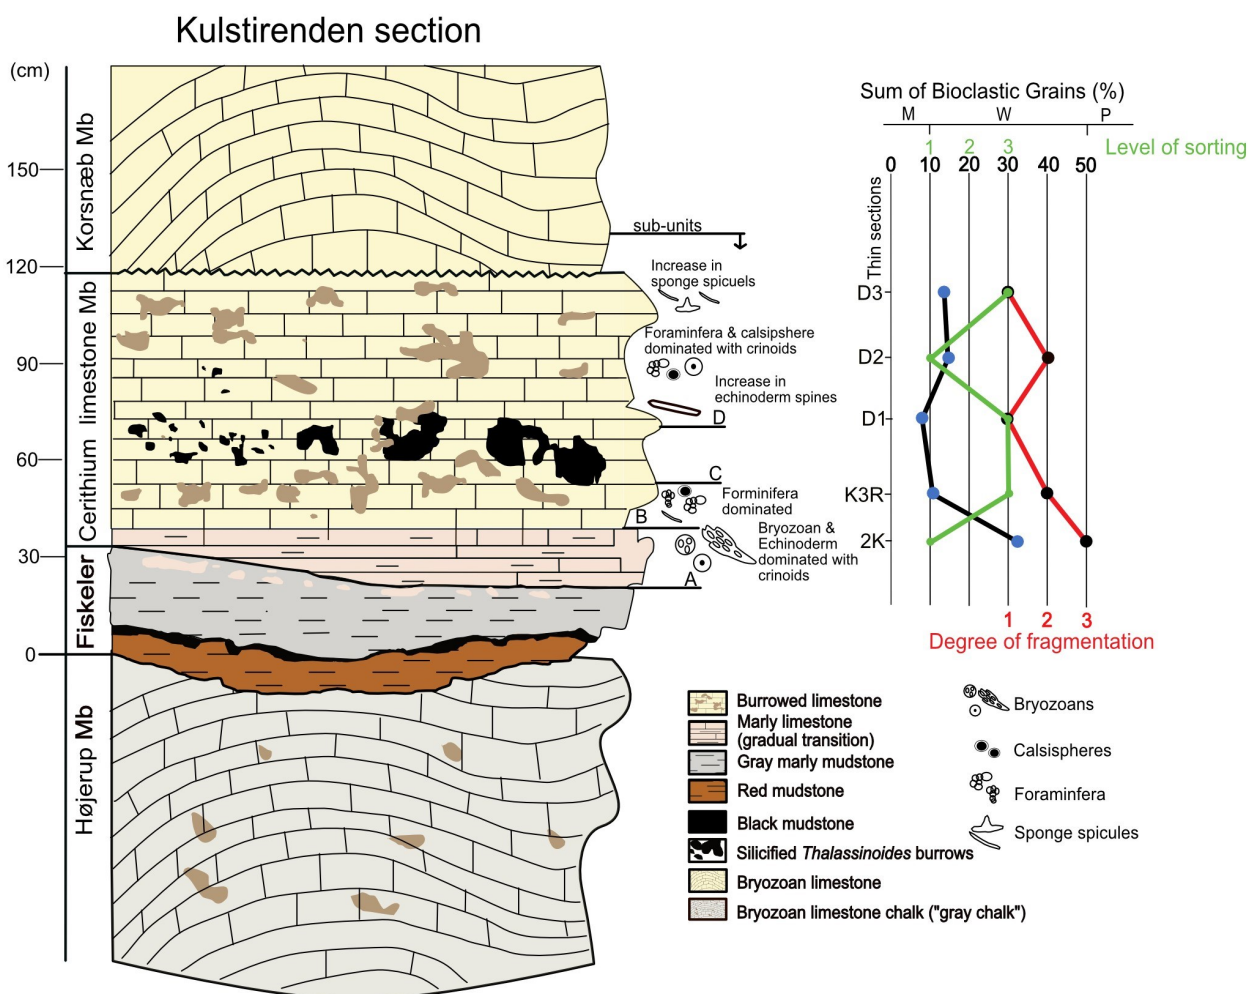 Kulstirenden section
(cm)
150
120
90
60
30
0
Korsnæb Mb
Cerithium limestone Mb
Fiskeler
Højerup Mb
sub-units
Increase in
sponge spicuels
Foraminfera & calsipshere
dominated with crinoids
Increase in
echinoderm spines
D
C
Forminifera
dominated
B
Bryozoan &
Echinoderm
dominated with
crinoids
A
Sum of Bioclastic Grains (%)
M W P
1 2 3 Level of sorting
0 10 20 30 40 50
Thin sections
D3
D2
D1
K3R
2K
1 2 3
Degree of fragmentation
Burrowed limestone
Marly limestone
(gradual transition)
Gray marly mudstone
Red mudstone
Black mudstone
Silicified Thalassinoides burrows
Bryozoan limestone
Bryozoan limestone chalk ("gray chalk")
Bryozoans
Calsispheres
Foraminfera
Sponge spicules